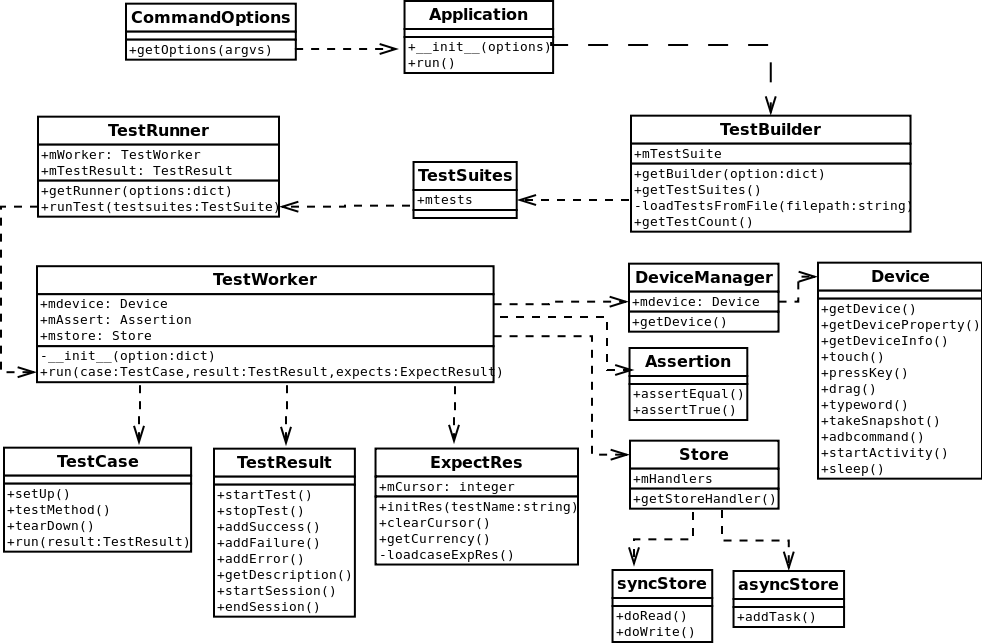 CommandOptions
+getOptions(argvs)
Application
+__init__(options)
+run()
TestRunner
+mWorker: TestWorker
+mTestResult: TestResult
+getRunner(options:dict)
+runTest(testsuites:TestSuite)
TestSuites
+mtests
TestBuilder
+mTestSuite
+getBuilder(option:dict)
+getTestSuites()
-loadTestsFromFile(filepath:string)
+getTestCount()
TestWorker
+mdevice: Device
+mAssert: Assertion
+mstore: Store
-__init__(option:dict)
+run(case:TestCase,result:TestResult,expects:ExpectResult)
DeviceManager
+mdevice: Device
+getDevice()
Device
+getDevice()
+getDeviceProperty()
+getDeviceInfo()
+touch()
+pressKey()
+drag()
+typeword()
+takeSnapshot()
+adbcommand()
+startActivity()
+sleep()
Assertion
+assertEqual()
+assertTrue()
TestCase
+setUp()
+testMethod()
+tearDown()
+run(result:TestResult)
TestResult
+startTest()
+stopTest()
+addSuccess()
+addFailure()
+addError()
+getDescription()
+startSession()
+endSession()
ExpectRes
+mCursor: integer
+initRes(testName:string)
+clearCursor()
+getCurrency()
-loadcaseExpRes()
Store
+mHandlers
+getStoreHandler()
syncStore
+doRead()
+doWrite()
asyncStore
+addTask()